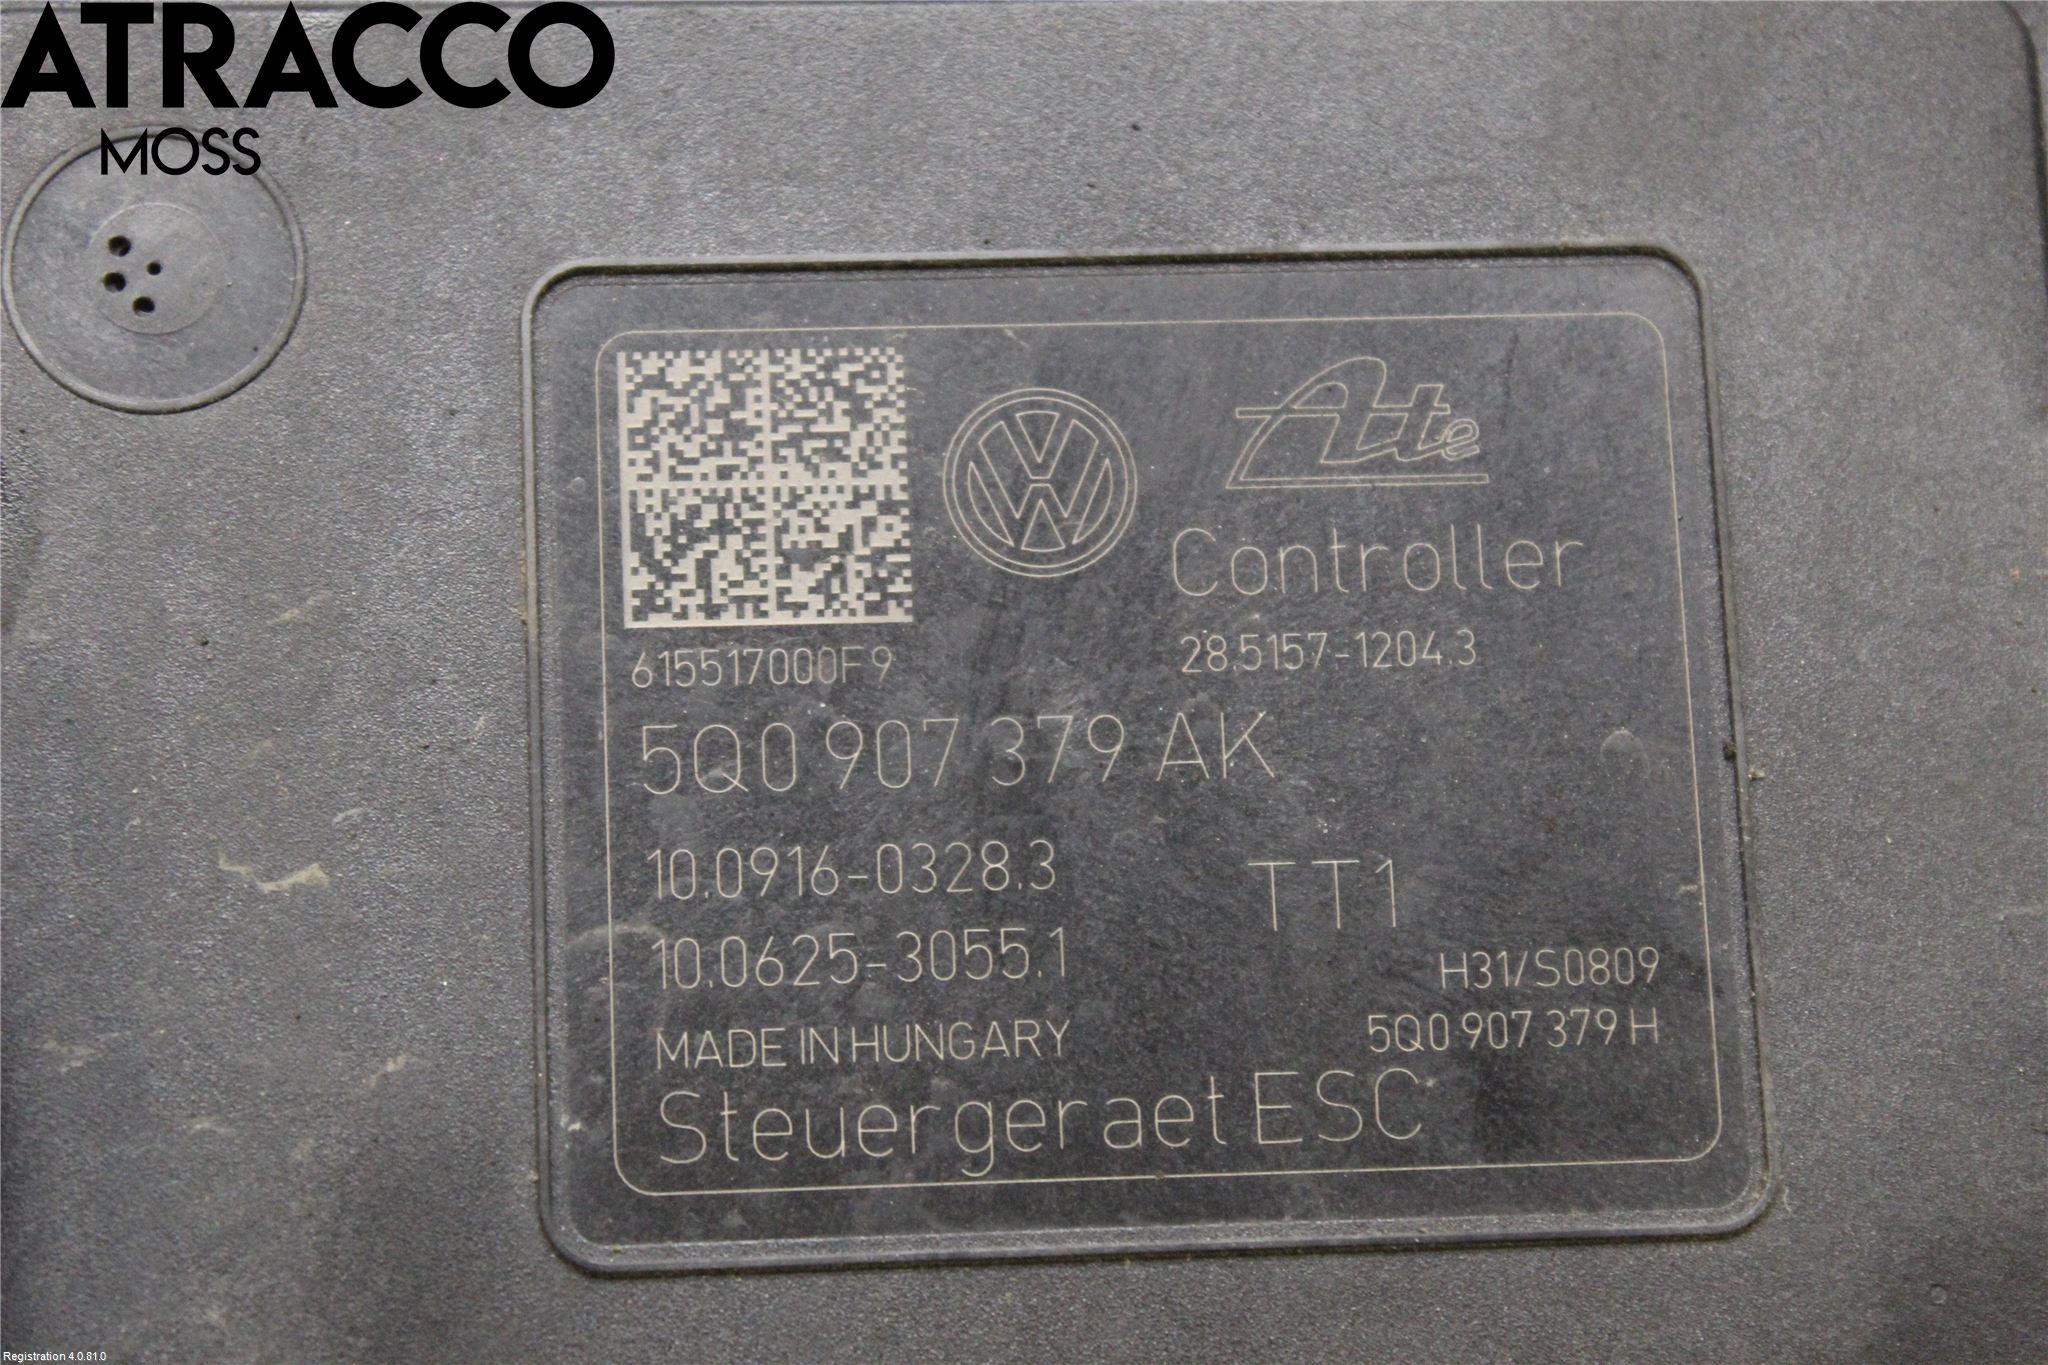 ATRACCO
MOSS
Ate
Controller
615517000F9
28.5157-1204.3
5Q0 907 379 AK
10.0916-0328.3
TT1
10.0625-3055.1
H31/S0809
MADE IN HUNGARY
5Q0 907 379 H
Steuergeraet ESC
Registration 4.0.81.0